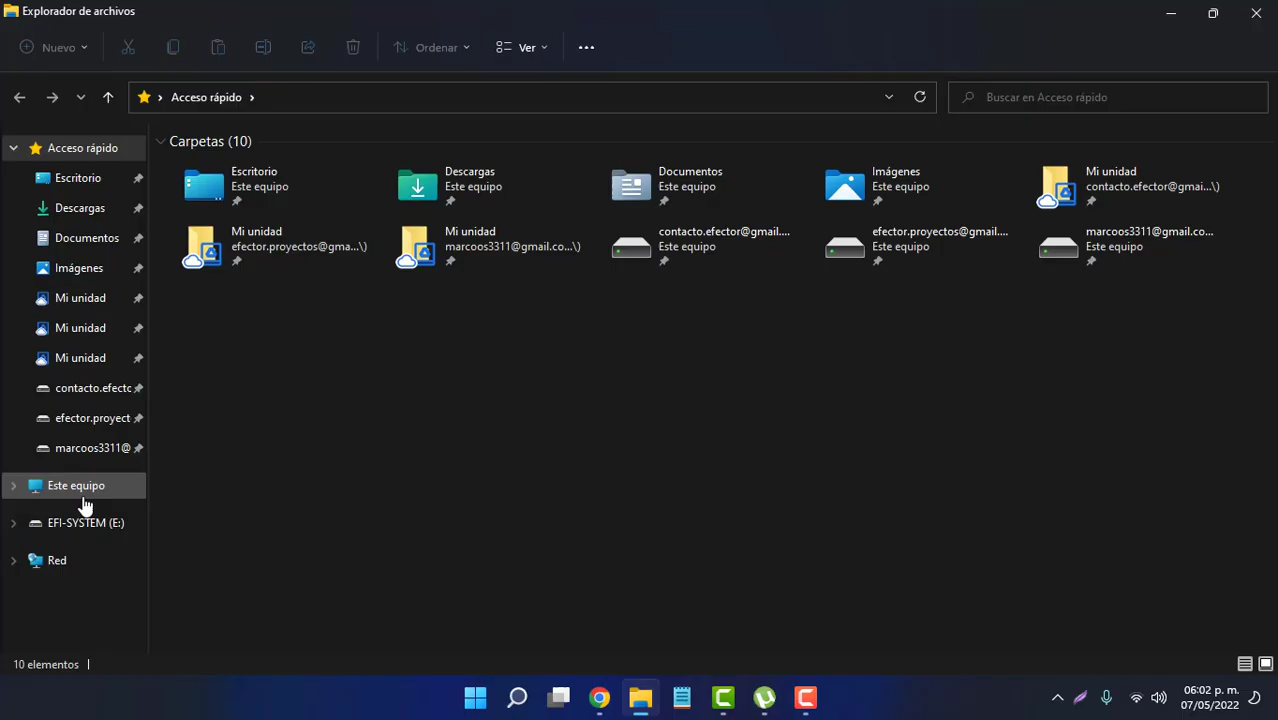 Explorador de archivos
Nuevo
Ordenar
Ver
Acceso rápido
Buscar en Acceso rápido
Acceso rápido
Escritorio
Descargas
Documentos
Imágenes
Mi unidad
Mi unidad
Mi unidad
contacto.efectc
efector.proyect
marcoos3311@
Este equipo
EFI-SYSTEM (E:)
Red
Carpetas (10)
Escritorio
Este equipo
Descargas
Este equipo
Documentos
Este equipo
Imágenes
Este equipo
Mi unidad
contacto.efector@gmai...\)
Mi unidad
efector.proyectos@gma...\)
Mi unidad
marcoos3311@gmail.co...\)
contacto.efector@gmail....
Este equipo
efector.proyectos@gmail....
Este equipo
marcoos3311@gmail.co...
Este equipo
10 elementos
06:02 p. m.
07/05/2022